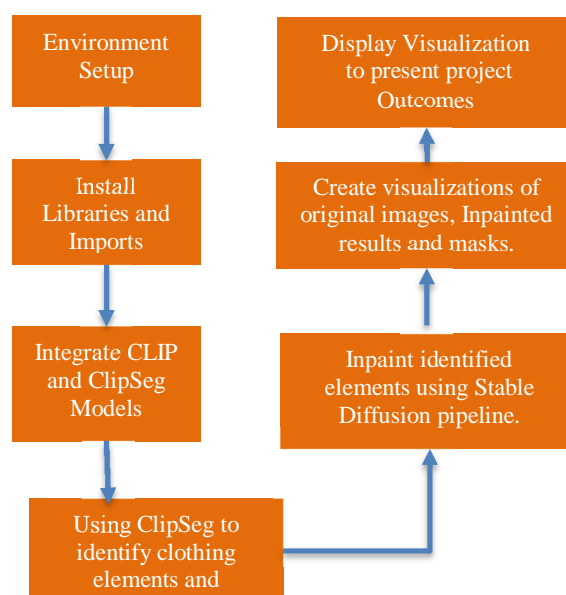 Environment
Setup
Install
Libraries and
Imports
Integrate CLIP
and ClipSeg
Models
Using ClipSeg to
identify clothing
elements and
Inpaint identified
elements using Stable
Diffusion pipeline.
Create visualizations of
original images, Inpainted
results and masks.
Display Visualization
to present project
Outcomes